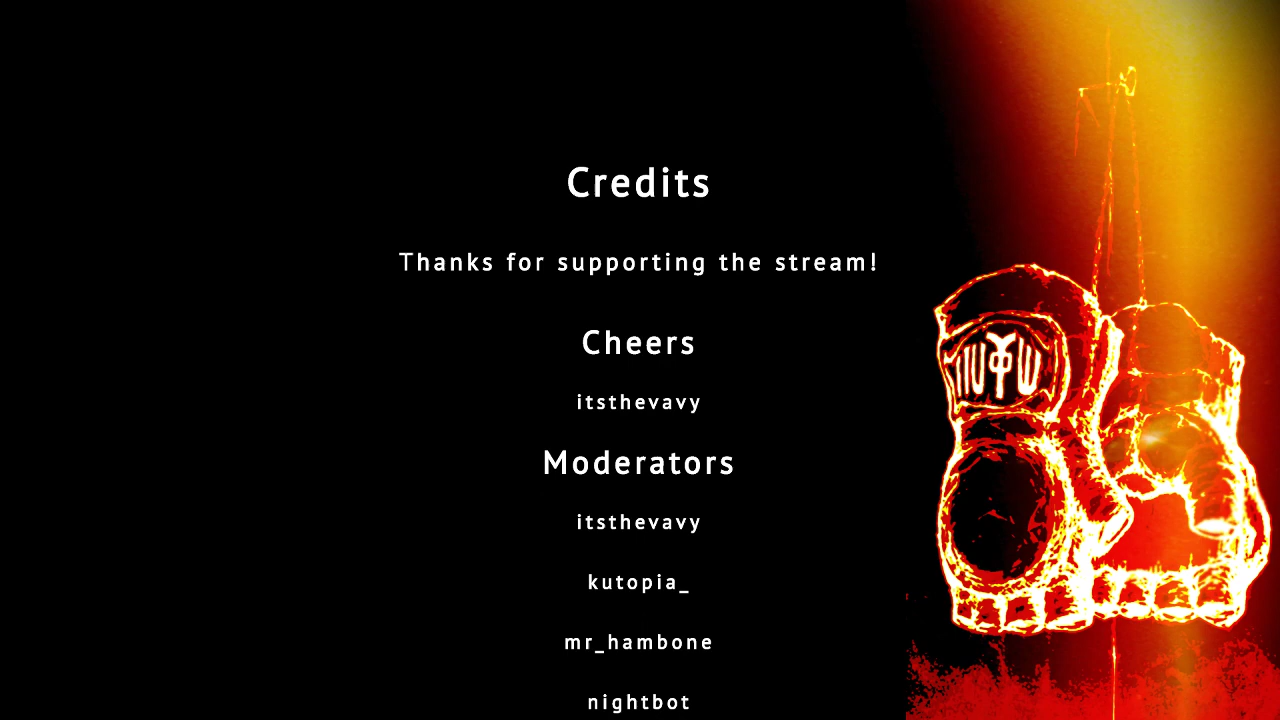 Credits
Thanks for supporting the stream!
Cheers
itsthevavy
Moderators
itsthevavy
kutopia_
mr_hambone
nightbot